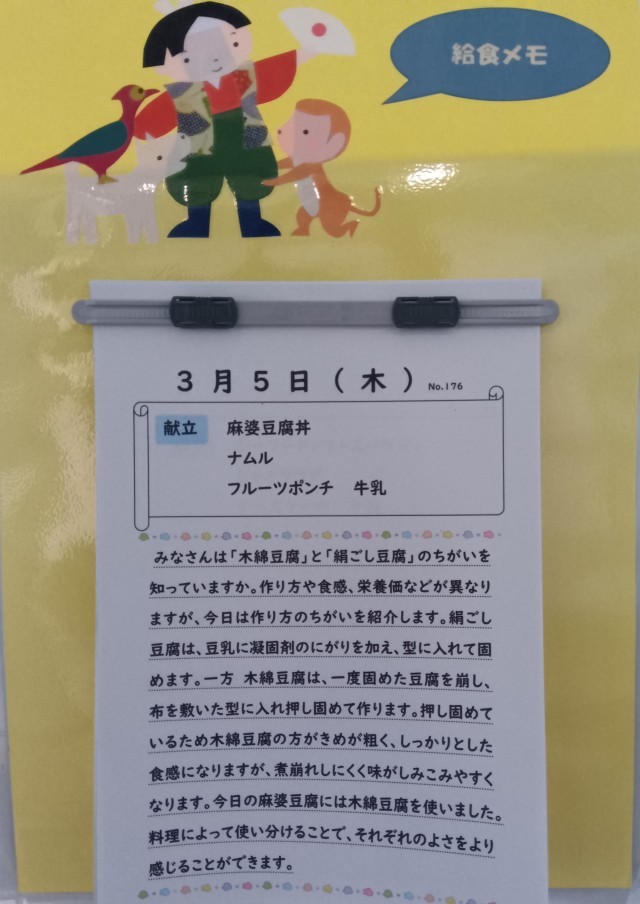 給食メモ
3月5日(木) No.176
献立 麻婆豆腐丼
ナムル
フルーツポンチ 牛乳
みなさんは「木綿豆腐」と「絹ごし豆腐」のちがいを
知っていますか。作り方や食感、栄養価などが異なり
ますが、今日は作り方のちがいを紹介します。絹ごし
豆腐は、豆乳に凝固剤のにがりを加え、型に入れて固
めます。一方 木綿豆腐は、一度固めた豆腐を崩し、
布を敷いた型に入れ押し固めて作ります。押し固めて
いるため木綿豆腐の方がきめが粗く、しっかりとした
食感になりますが、煮崩れしにくく味がしみこみやすく
なります。今日の麻婆豆腐には木綿豆腐を使いました。
料理によって使い分けることで、それぞれのよさをより
感じることができます。